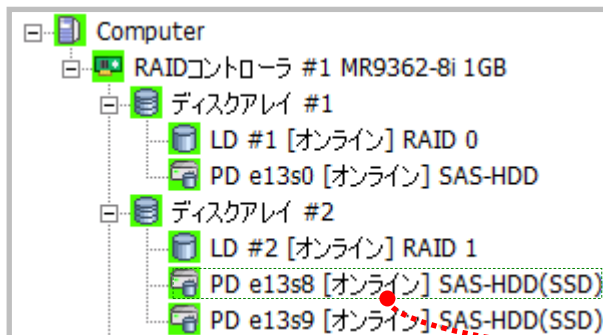 Computer
RAIDコントローラ #1 MR9362-8i 1GB
ディスクアレイ #1
LD #1 [オンライン] RAID 0
PD e13s0 [オンライン] SAS-HDD
ディスクアレイ #2
LD #2 [オンライン] RAID 1
PD e13s8 [オンライン] SAS-HDD(SSD)
PD e13s9 [オンライン] SAS-HDD(SSD)